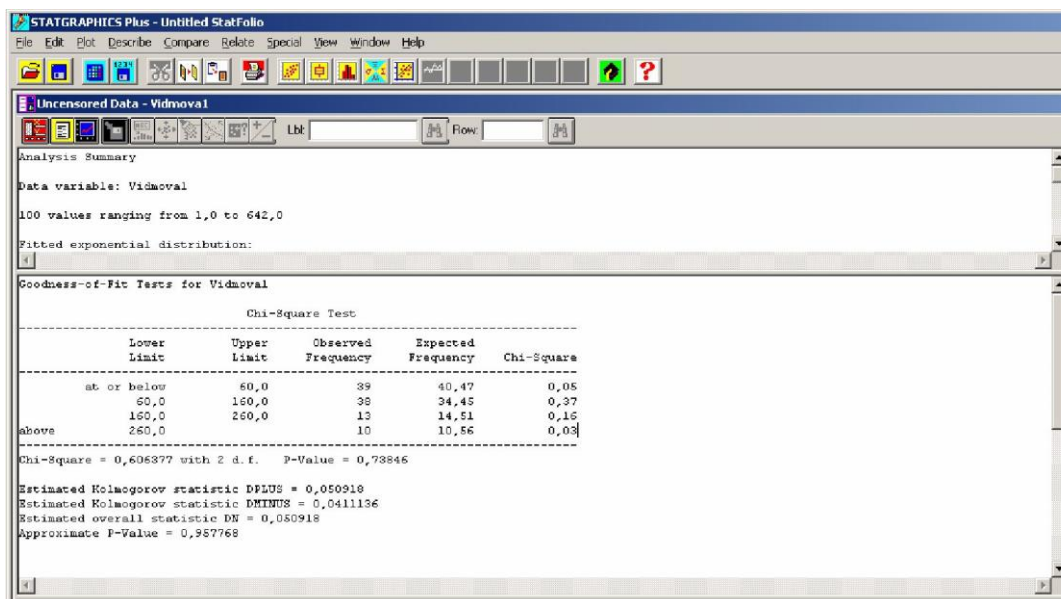 STATGRAPHICS Plus - Untitled StatFolio
File Edit Plot Describe Compare Relate Special View Window Help
Uncensored Data - Vidmova1
Lbl: Row:
Analysis Summary
Data variable: Vidmova1
100 values ranging from 1,0 to 642,0
Fitted exponential distribution:
Goodness-of-Fit Tests for Vidmova1
Chi-Square Test
Lower Upper Observed Expected
Limit Limit Frequency Frequency Chi-Square
at or below 60,0 39 40,47 0,05
60,0 160,0 38 34,45 0,37
160,0 260,0 13 14,51 0,16
above 260,0 10 10,56 0,03
Chi-Square = 0,606377 with 2 d.f. P-Value = 0,73846
Estimated Kolmogorov statistic DPLUS = 0,050918
Estimated Kolmogorov statistic DMINUS = 0,0411136
Estimated overall statistic DN = 0,050918
Approximate P-Value = 0,957768